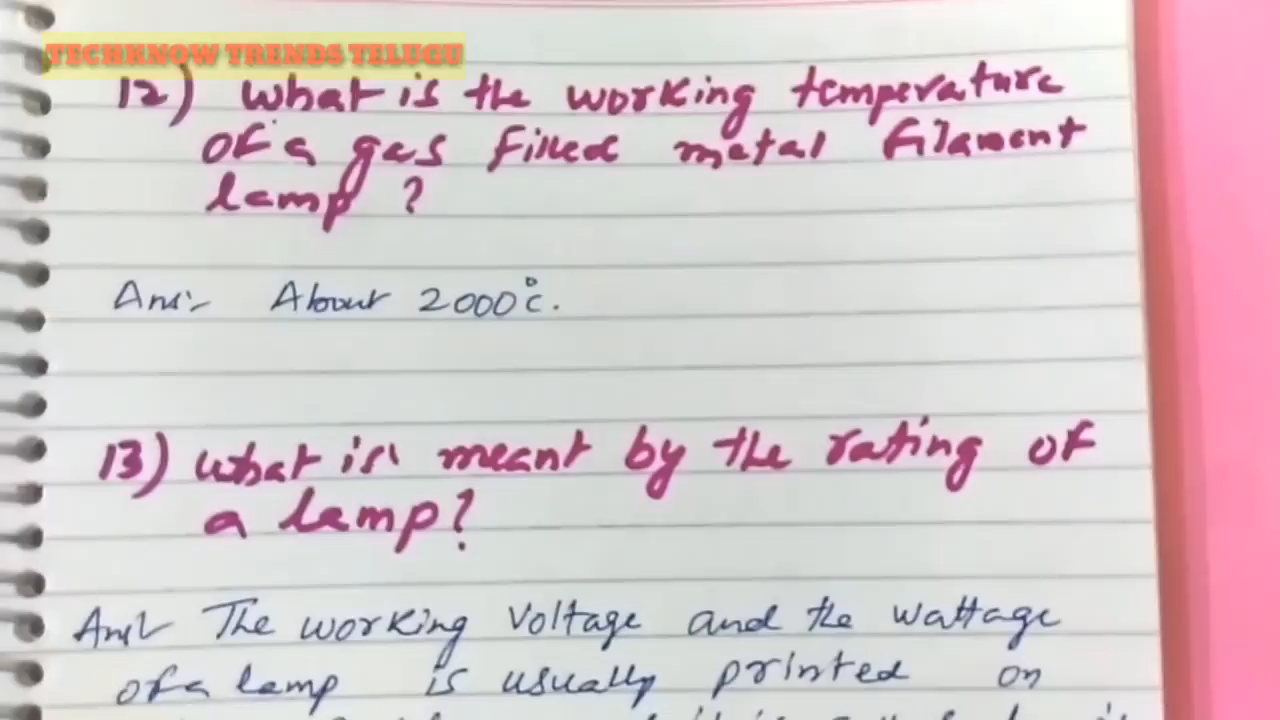 TECHKNOW TRENDS TELUGU
12) What is the working temperature
of a gas filled metal filament
lamp ?
Ans:- About 2000°c.
13) what is meant by the rating of
a lamp?
Ans:- The working voltage and the wattage
of a lamp is usually printed on